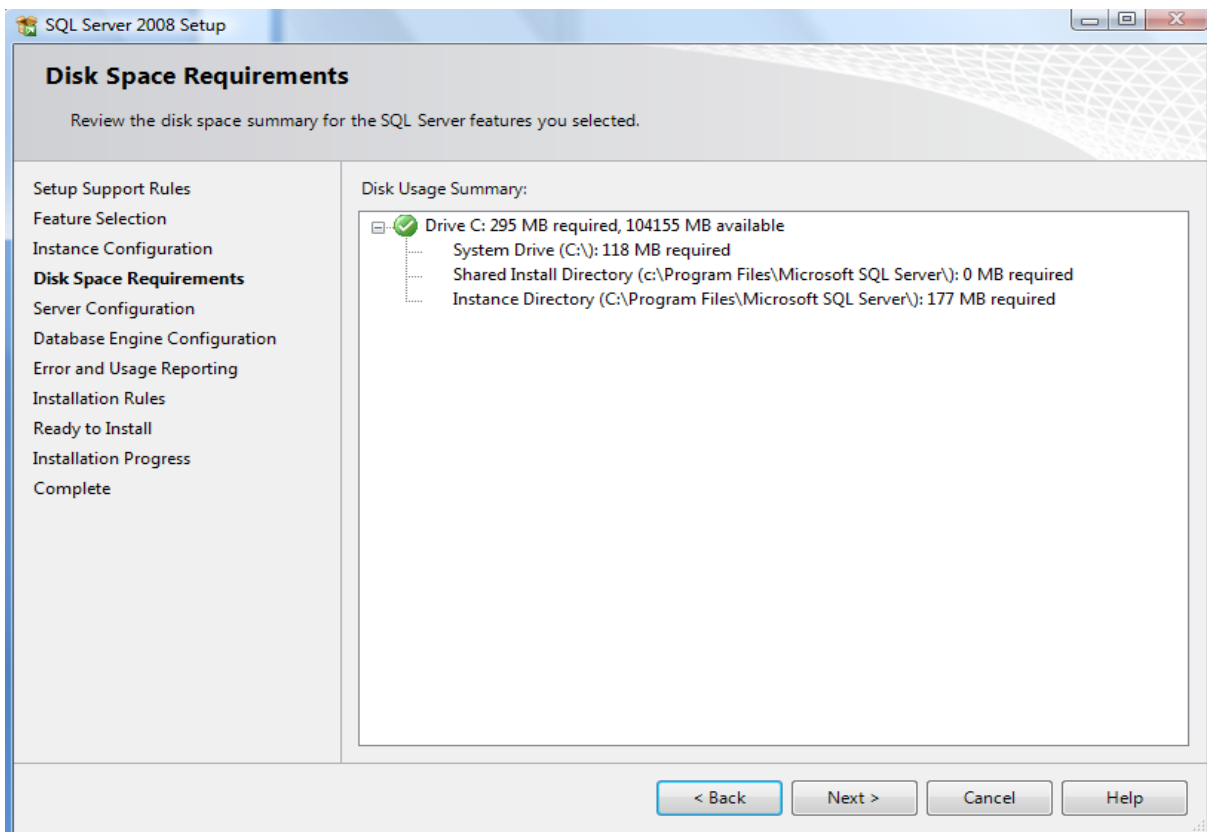 SQL Server 2008 Setup
Disk Space Requirements
Review the disk space summary for the SQL Server features you selected.
Setup Support Rules
Feature Selection
Instance Configuration
Disk Space Requirements
Server Configuration
Database Engine Configuration
Error and Usage Reporting
Installation Rules
Ready to Install
Installation Progress
Complete
Disk Usage Summary:
Drive C: 295 MB required, 104155 MB available
System Drive (C:\): 118 MB required
Shared Install Directory (c:\Program Files\Microsoft SQL Server\): 0 MB required
Instance Directory (C:\Program Files\Microsoft SQL Server\): 177 MB required
< Back
Next >
Cancel
Help